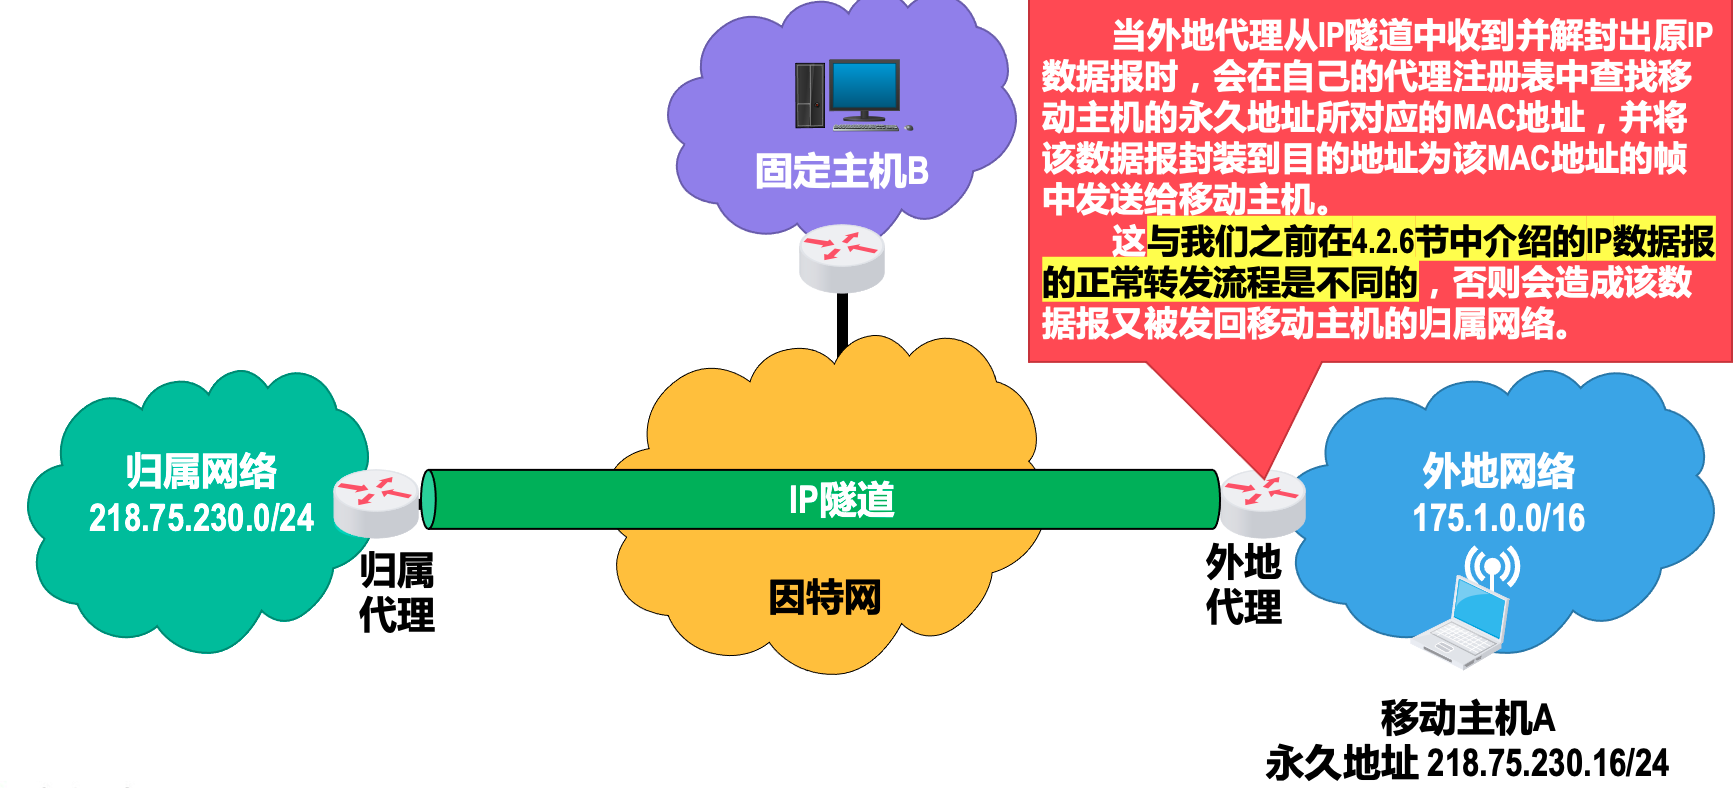 当外地代理从IP隧道中收到并解封出原IP
数据报时，会在自己的代理注册表中查找移
动主机的永久地址所对应的MAC地址，并将
该数据报封装到目的地址为该MAC地址的帧
中发送给移动主机。
这与我们之前在4.2.6节中介绍的IP数据报
的正常转发流程是不同的，否则会造成该数
据报又被发回移动主机的归属网络。
固定主机B
归属网络
218.75.230.0/24
IP隧道
外地网络
175.1.0.0/16
归属
代理
因特网
外地
代理
移动主机A
永久地址 218.75.230.16/24